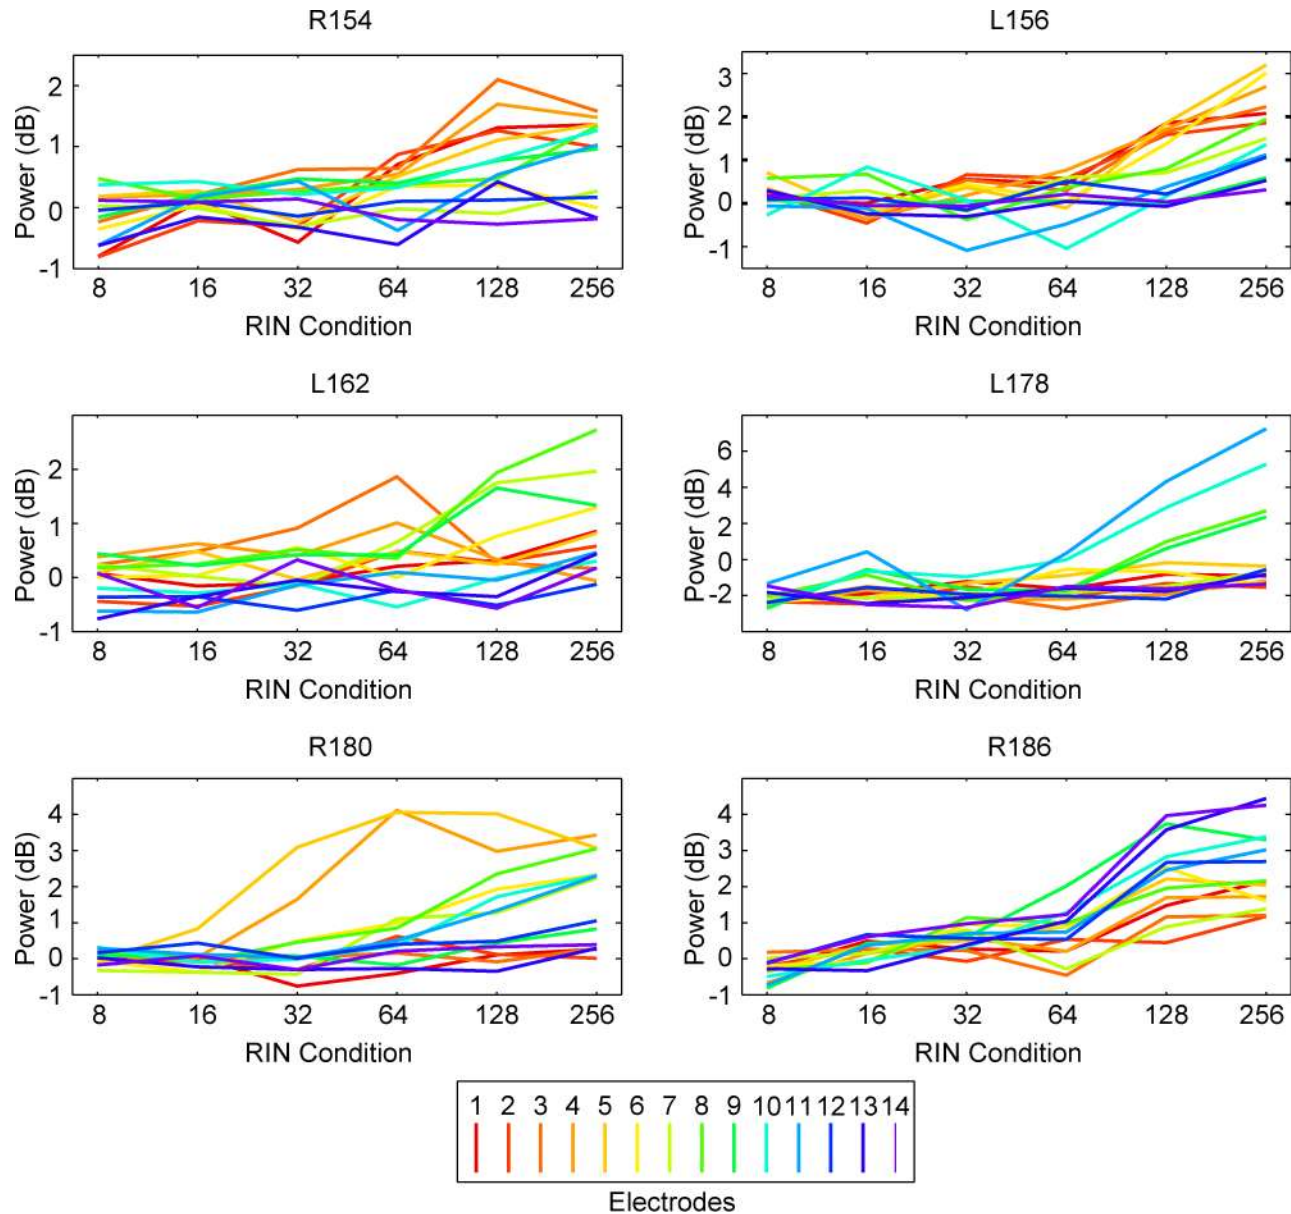 R154
Power (dB)
2
1
0
-1
8 16 32 64 128 256
RIN Condition
L156
Power (dB)
3
2
1
0
-1
8 16 32 64 128 256
RIN Condition
L162
Power (dB)
2
1
0
-1
8 16 32 64 128 256
RIN Condition
L178
Power (dB)
6
4
2
0
-2
8 16 32 64 128 256
RIN Condition
R180
Power (dB)
4
3
2
1
0
-1
8 16 32 64 128 256
RIN Condition
R186
Power (dB)
4
3
2
1
0
-1
8 16 32 64 128 256
RIN Condition
1 2 3 4 5 6 7 8 9 10 11 12 13 14
Electrodes